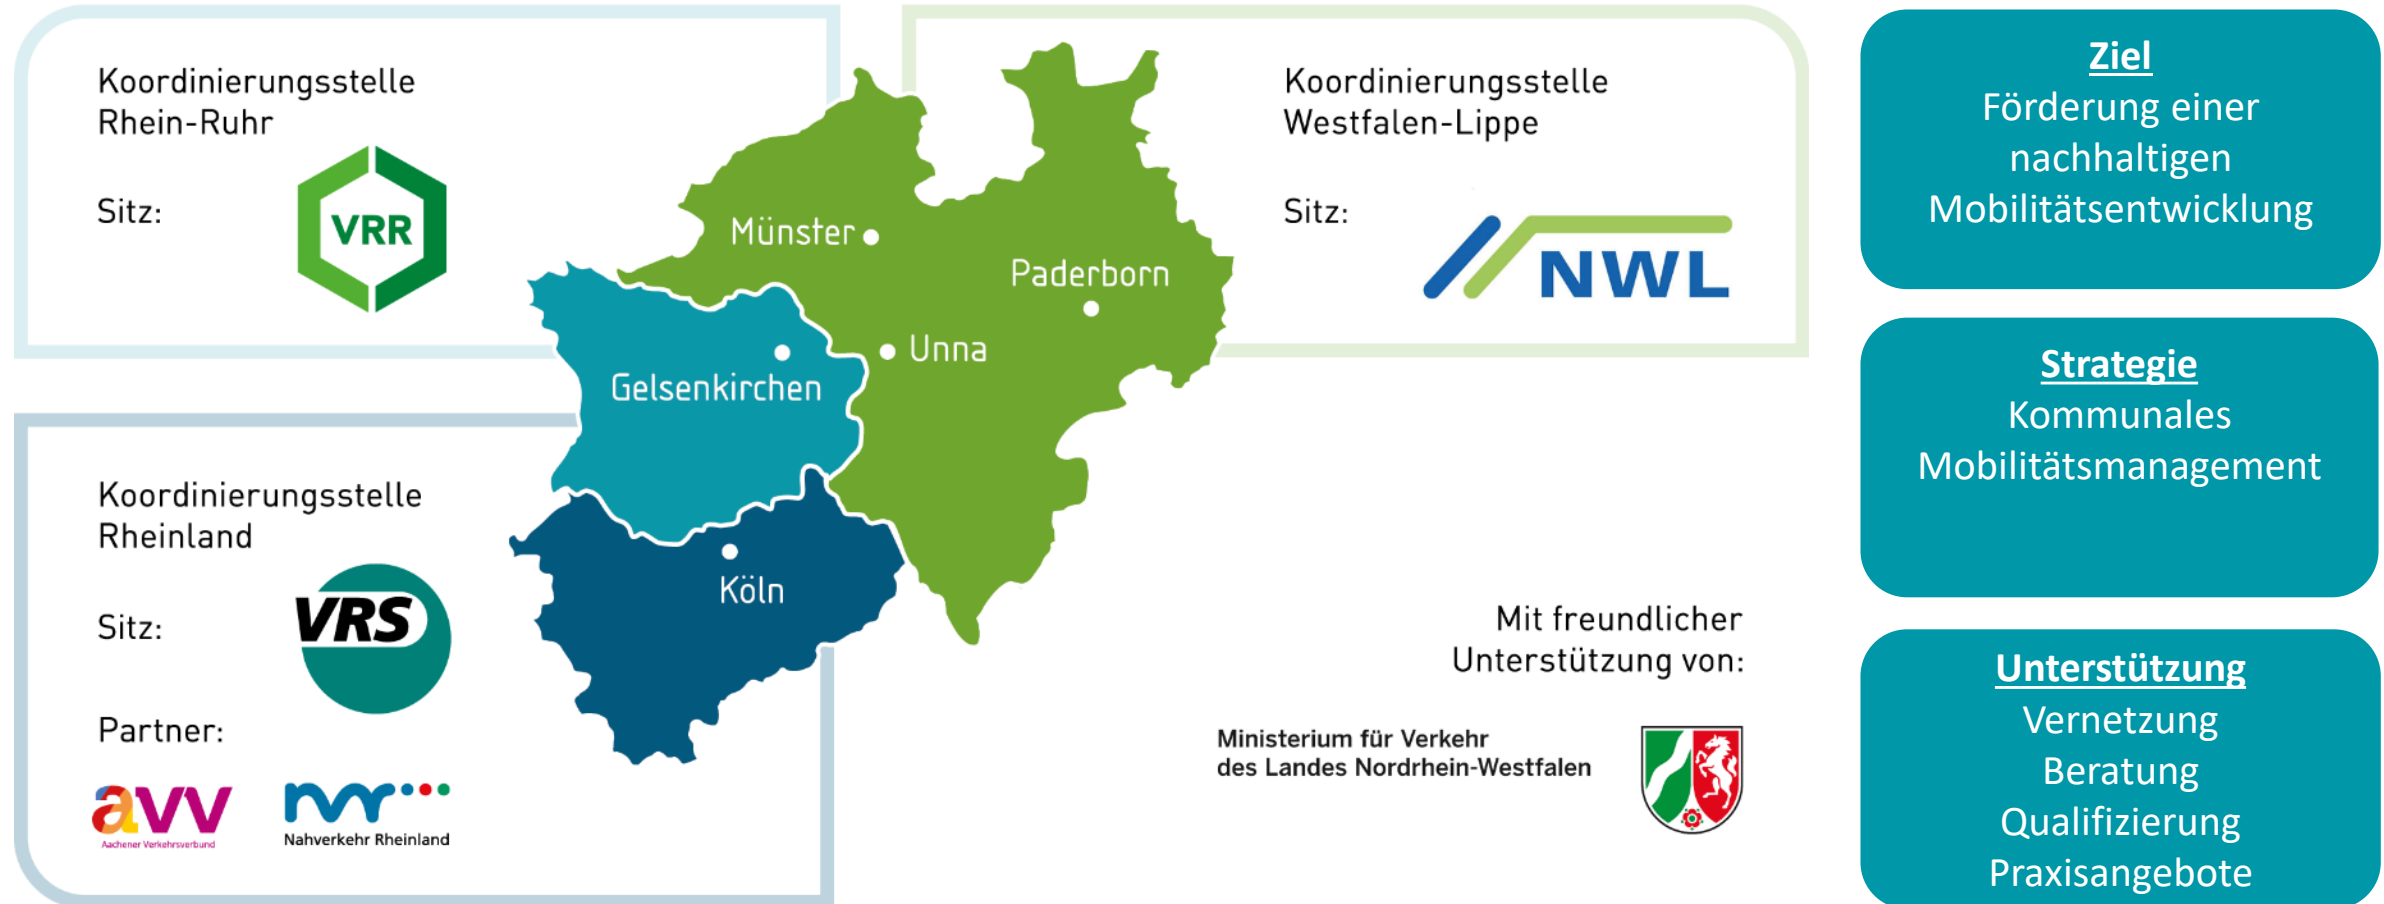 Koordinierungsstelle
Rhein-Ruhr
Sitz:
VRR
Koordinierungsstelle
Westfalen-Lippe
Sitz:
NWL
Münster
Paderborn
Unna
Gelsenkirchen
Köln
Koordinierungsstelle
Rheinland
Sitz:
VRS
Partner:
avv
Aachener Verkehrsverbund
nvr
Nahverkehr Rheinland
Mit freundlicher
Unterstützung von:
Ministerium für Verkehr
des Landes Nordrhein-Westfalen
Ziel
Förderung einer
nachhaltigen
Mobilitätsentwicklung
Strategie
Kommunales
Mobilitätsmanagement
Unterstützung
Vernetzung
Beratung
Qualifizierung
Praxisangebote